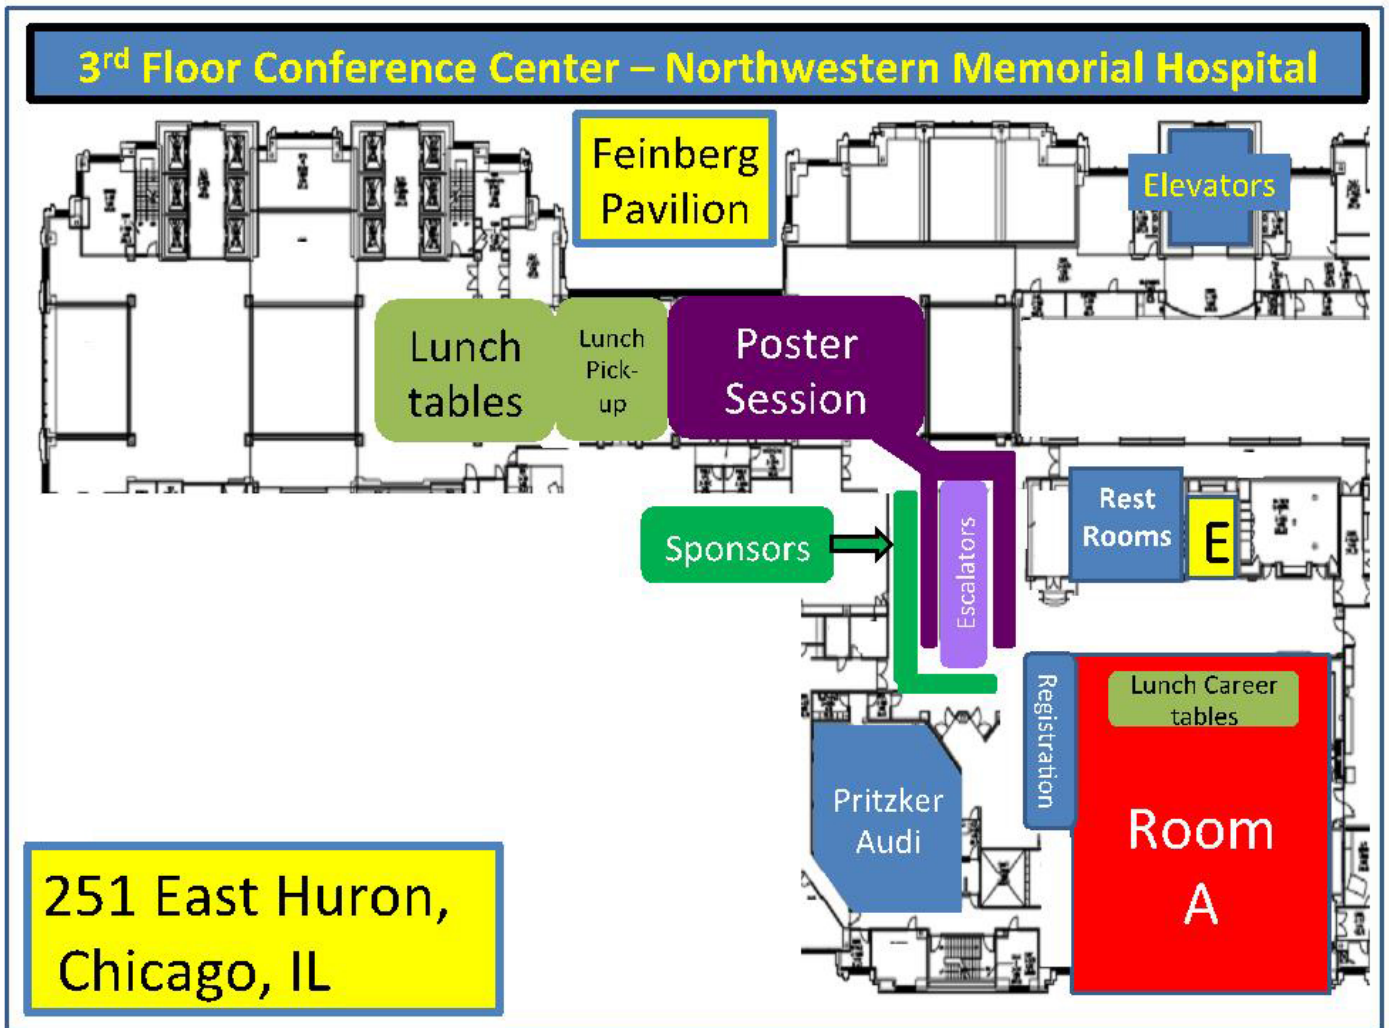 3rd Floor Conference Center – Northwestern Memorial Hospital
Feinberg
Pavilion
Elevators
Lunch
tables
Lunch
Pick-
up
Poster
Session
Rest
Rooms
E
Sponsors
Escalators
Registration
Lunch Career
tables
Pritzker
Audi
Room
A
251 East Huron,
Chicago, IL